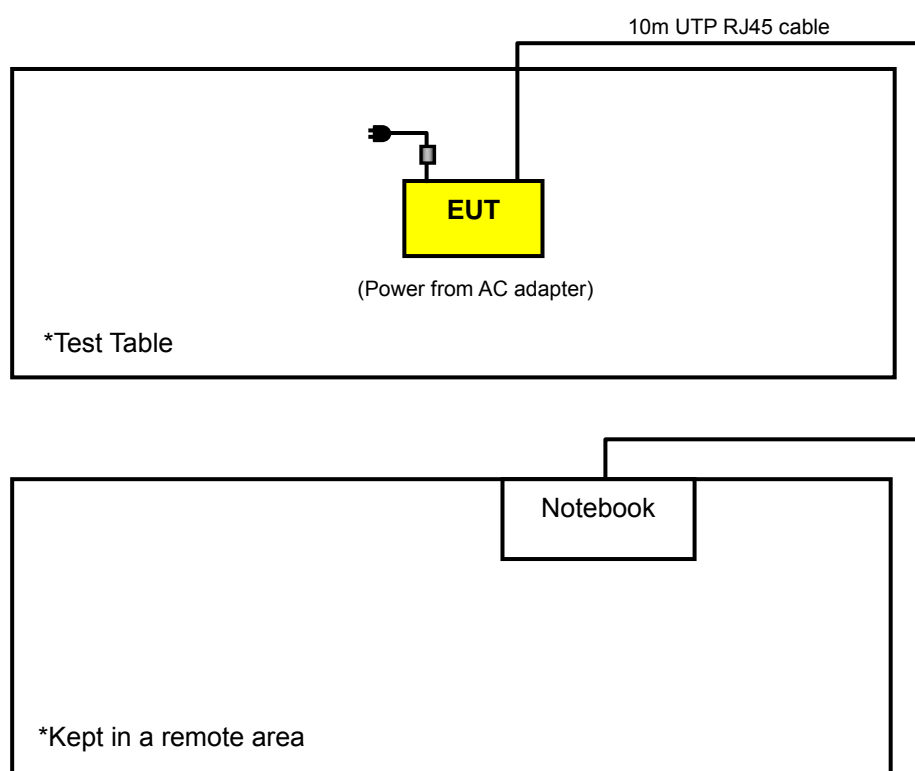 10m UTP RJ45 cable
EUT
(Power from AC adapter)
*Test Table
Notebook
*Kept in a remote area